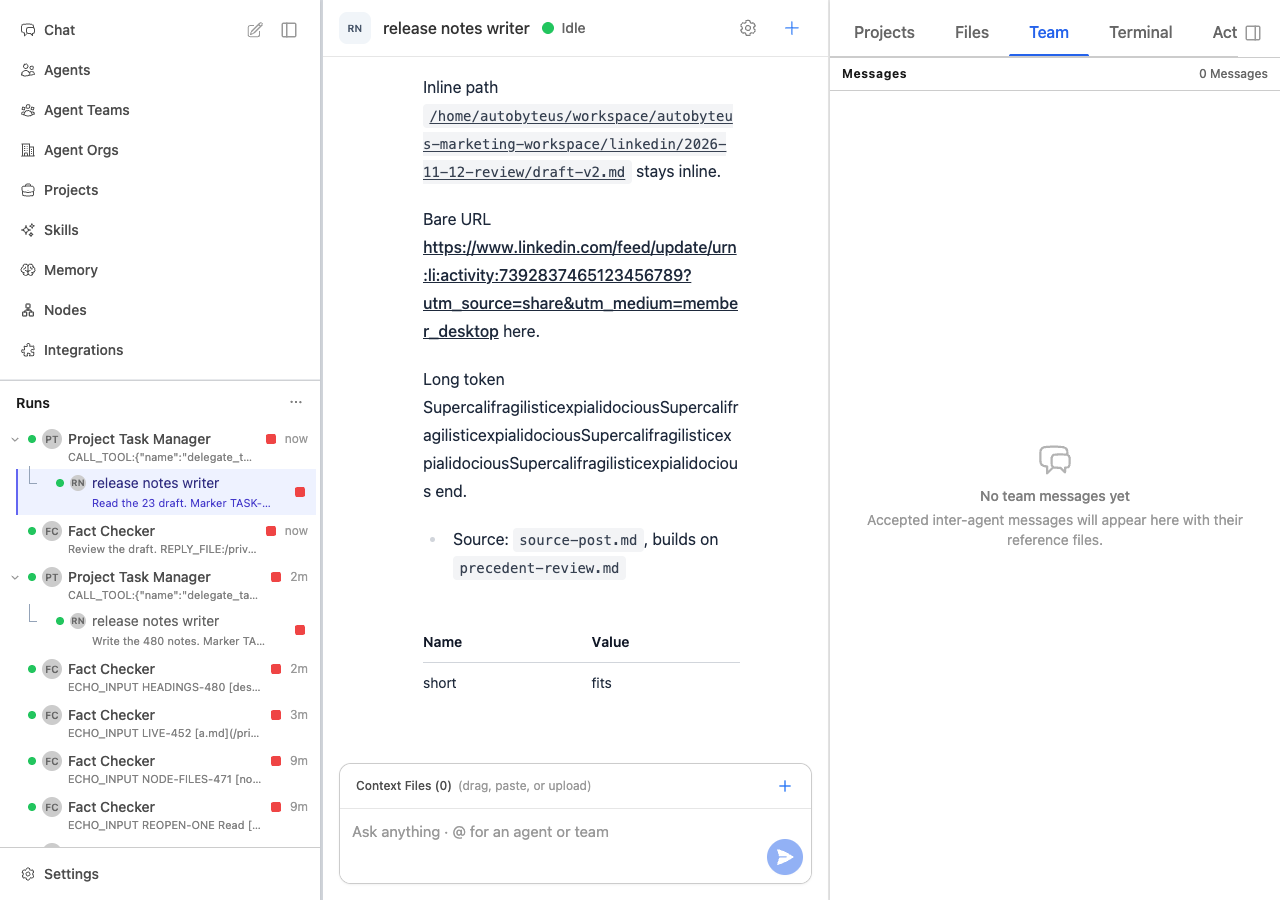 Chat
Agents
Agent Teams
Agent Orgs
Projects
Skills
Memory
Nodes
Integrations
Runs
PT Project Task Manager now
CALL_TOOL:{"name":"delegate_t...
RN release notes writer
Read the 23 draft. Marker TASK-...
FC Fact Checker now
Review the draft. REPLY_FILE:/priv...
PT Project Task Manager 2m
CALL_TOOL:{"name":"delegate_ta...
RN release notes writer
Write the 480 notes. Marker TA...
FC Fact Checker 2m
ECHO_INPUT HEADINGS-480 [des...
FC Fact Checker 3m
ECHO_INPUT LIVE-452 [a.md](/pri...
FC Fact Checker 9m
ECHO_INPUT NODE-FILES-471 [no...
FC Fact Checker 9m
ECHO_INPUT REOPEN-ONE Read [...
Settings
RN release notes writer Idle
Inline path
/home/autobyteus/workspace/autobyteu
s-marketing-workspace/linkedin/2026-
11-12-review/draft-v2.md stays inline.
Bare URL
https://www.linkedin.com/feed/update/urn
:li:activity:7392837465123456789?
utm_source=share&utm_medium=membe
r_desktop here.
Long token
SupercalifragilisticexpialidociousSupercalifr
agilisticexpialidociousSupercalifragilisticex
pialidociousSupercalifragilisticexpialidociou
s end.
Source: source-post.md , builds on
precedent-review.md
Name Value
short fits
Context Files (0) (drag, paste, or upload)
Ask anything · @ for an agent or team
Projects Files Team Terminal Act
Messages 0 Messages
No team messages yet
Accepted inter-agent messages will appear here with their
reference files.